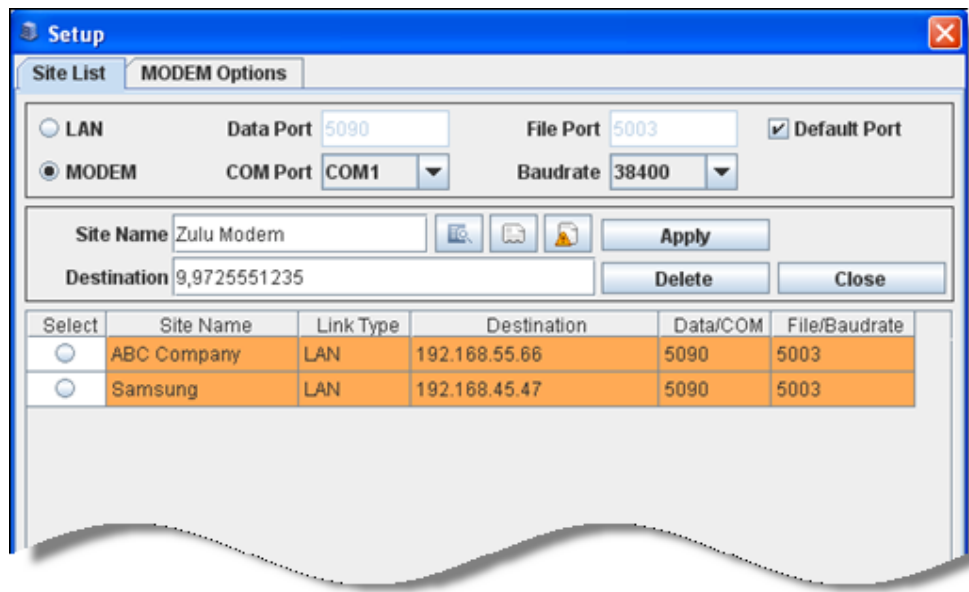 Setup
Site List MODEM Options
LAN Data Port 5090 File Port 5003 Default Port
MODEM COM Port COM1 Baudrate 38400
Site Name Zulu Modem Apply
Destination 9,9725551235 Delete Close
Select Site Name Link Type Destination Data/COM File/Baudrate
ABC Company LAN 192.168.55.66 5090 5003
Samsung LAN 192.168.45.47 5090 5003